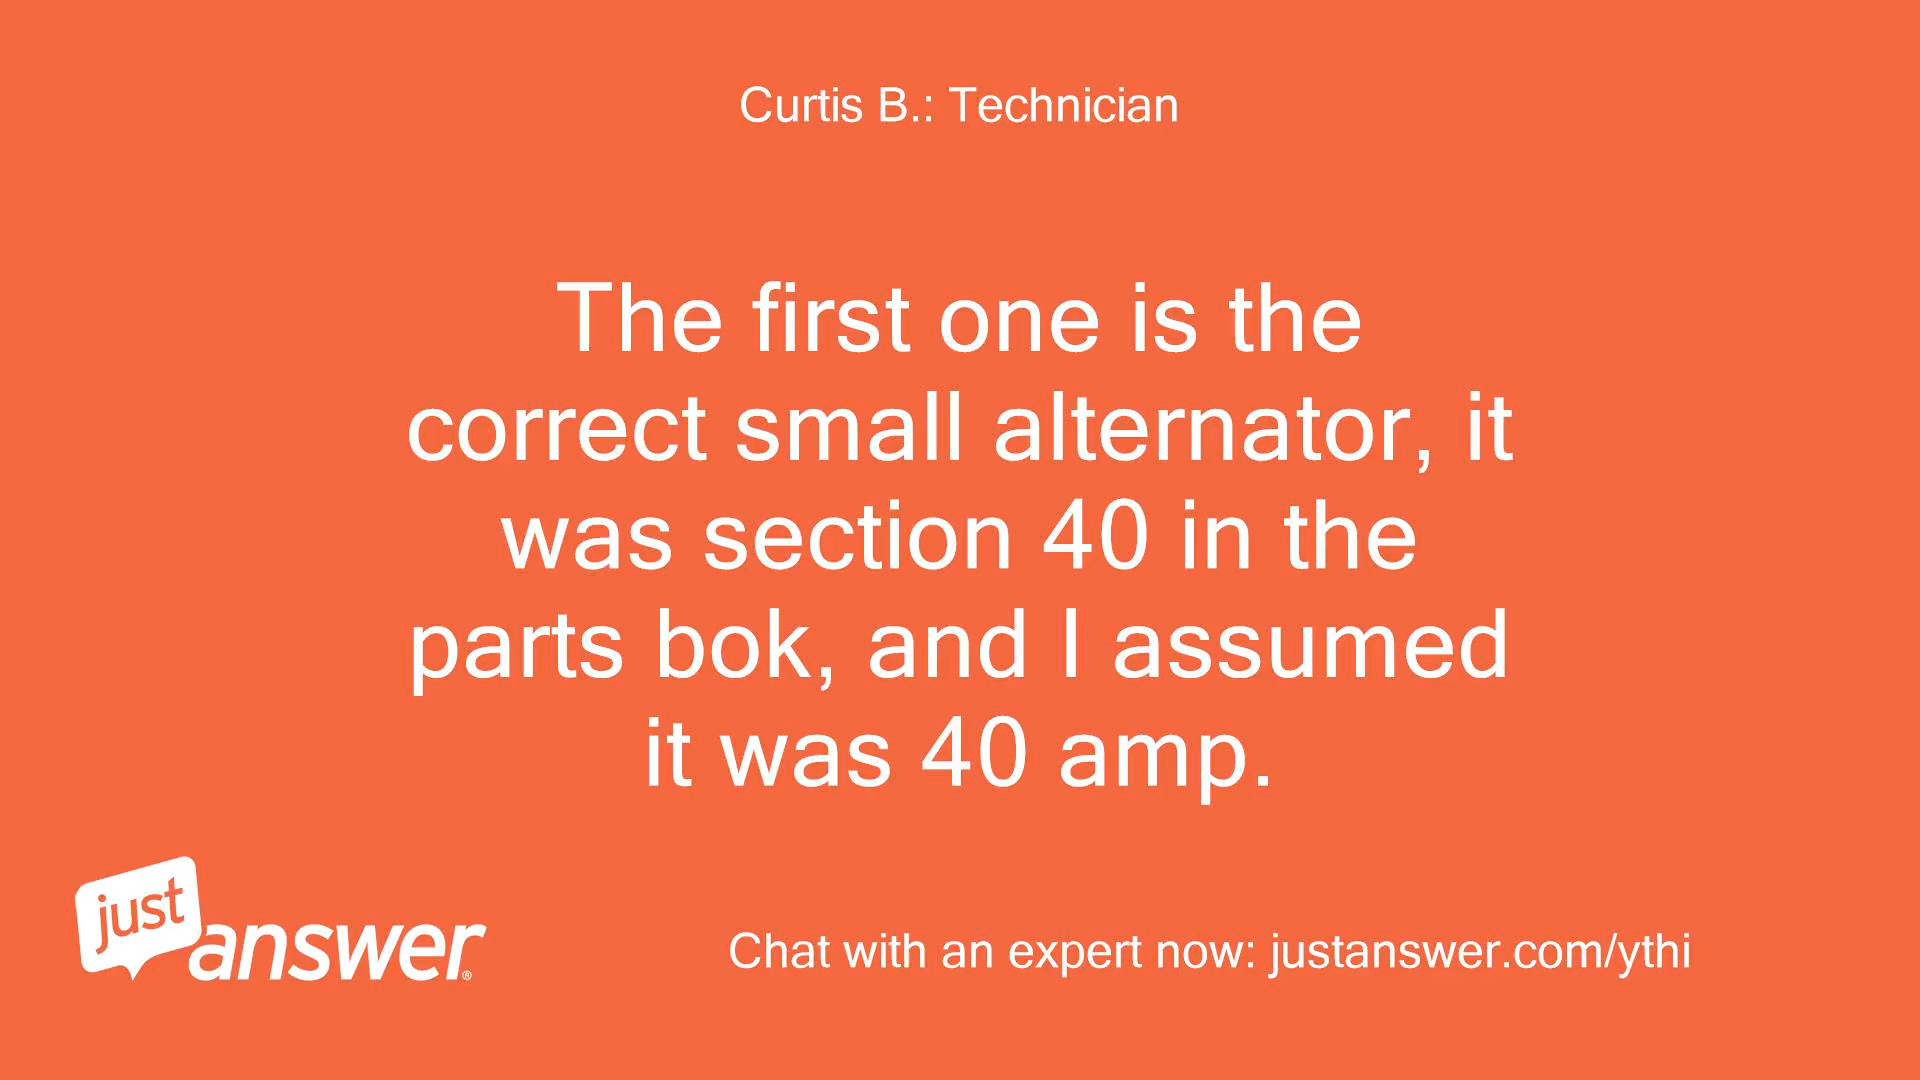 Curtis B.: Technician
The first one is the
correct small alternator, it
was section 40 in the
parts bok, and I assumed
it was 40 amp.
just
answer®
Chat with an expert now: justanswer.com/ythi